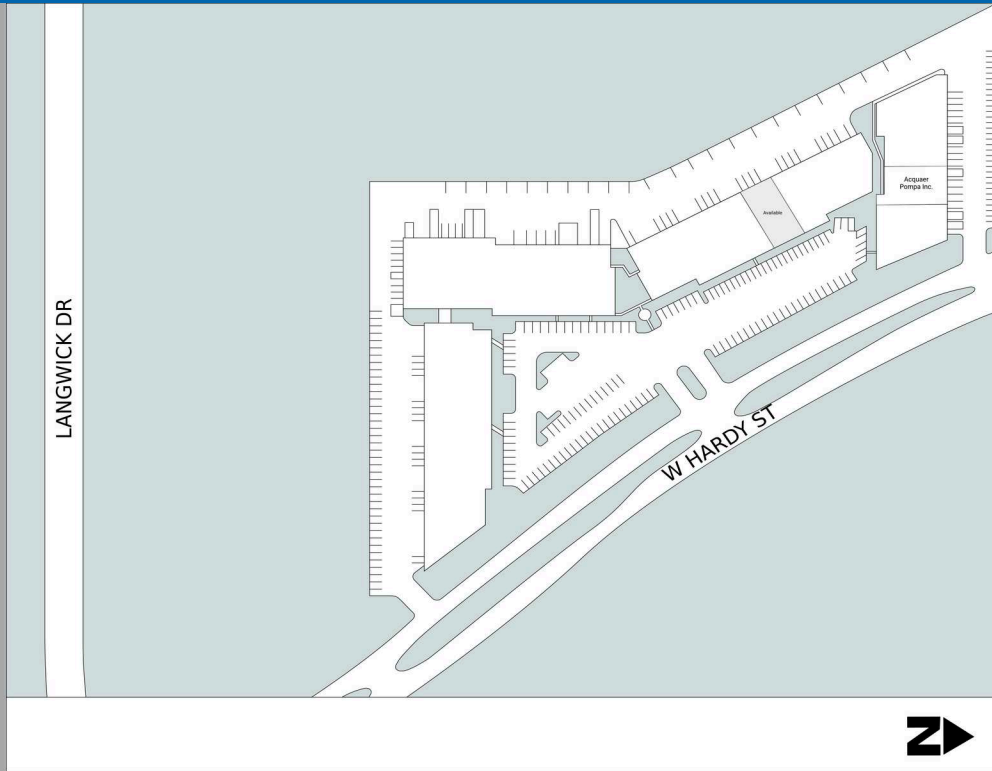 Acquaer
Pompa Inc.
Available
LANGWICK DR
W HARDY ST
N